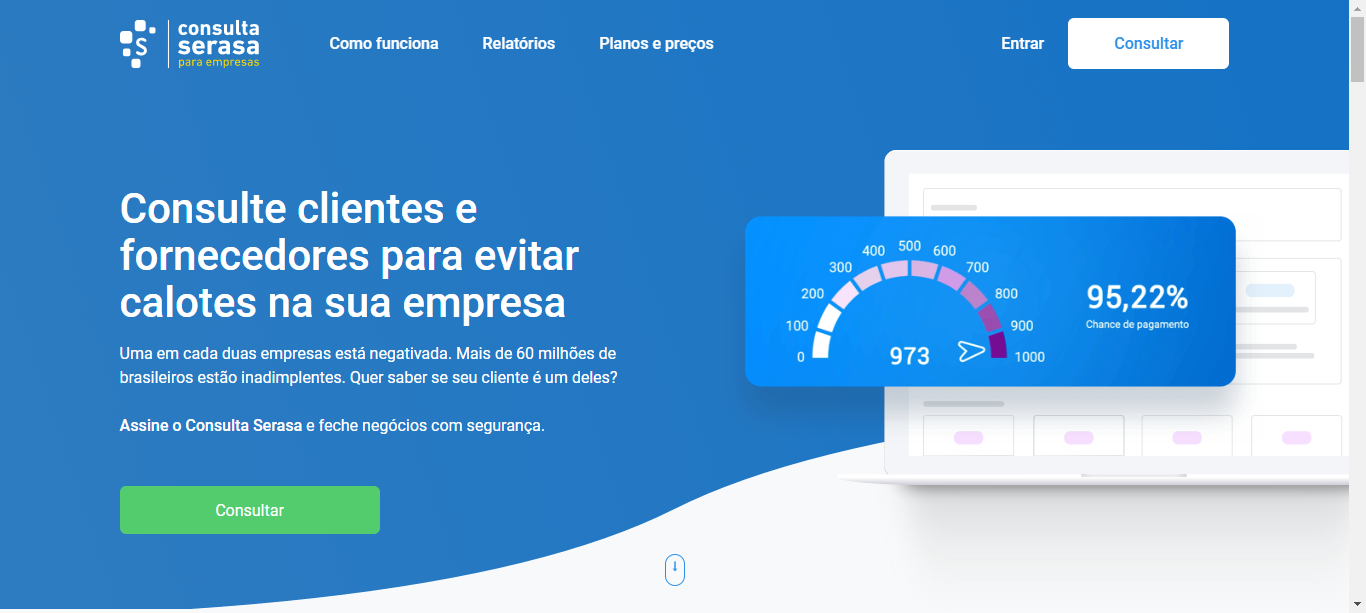 consulta
serasa
para empresas
Como funciona
Relatórios
Planos e preços
Entrar
Consultar
Consulte clientes e
fornecedores para evitar
calotes na sua empresa
Uma em cada duas empresas está negativada. Mais de 60 milhões de
brasileiros estão inadimplentes. Quer saber se seu cliente é um deles?
Assine o Consulta Serasa e feche negócios com segurança.
Consultar
0
100
200
300
400
500
600
700
800
900
1000
973
95,22%
Chance de pagamento